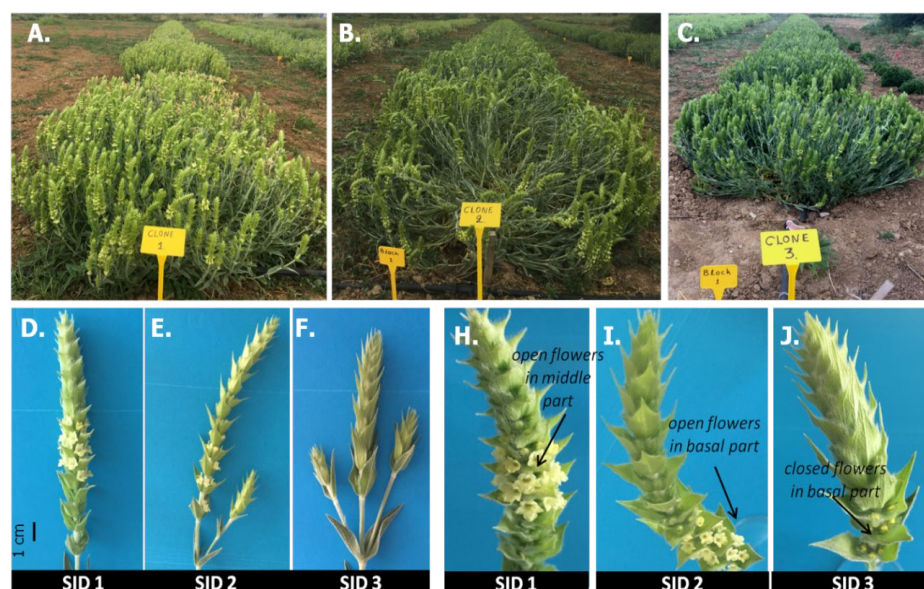 A.
CLONE
1
B.
CLONE
2
Block
1
C.
CLONE
3.
Block
1
D.
1 cm
SID 1
E.
SID 2
F.
SID 3
H.
open flowers
in middle
part
SID 1
I.
open flowers
in basal part
SID 2
J.
closed flowers
in basal part
SID 3